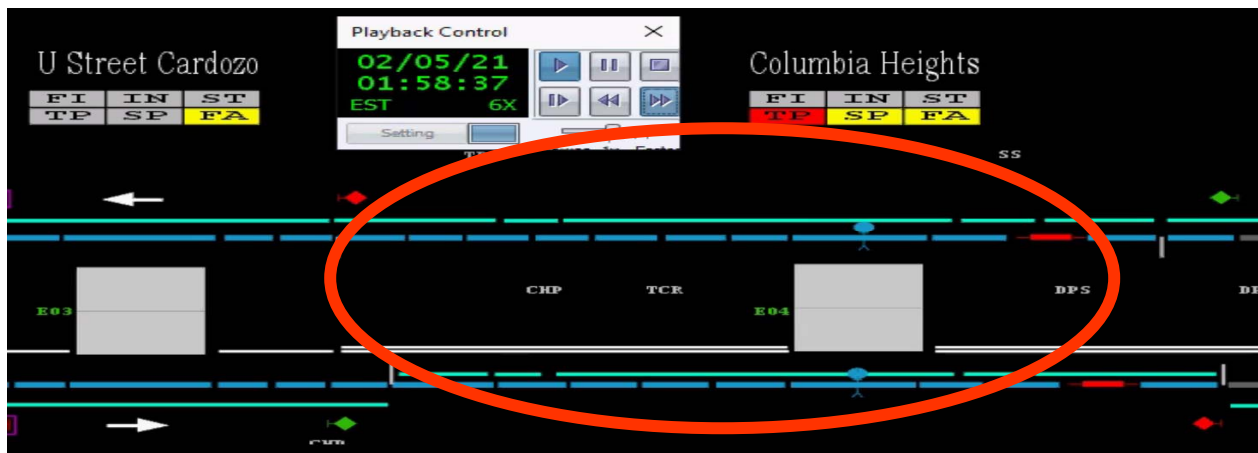 Playback Control
U Street Cardozo
02/05/21
01:58:37
EST 6X
Columbia Heights
FI IN ST
TP SP FA
FI IN ST
TP SP FA
Setting
SS
CHP TCR DPS
E03
E04